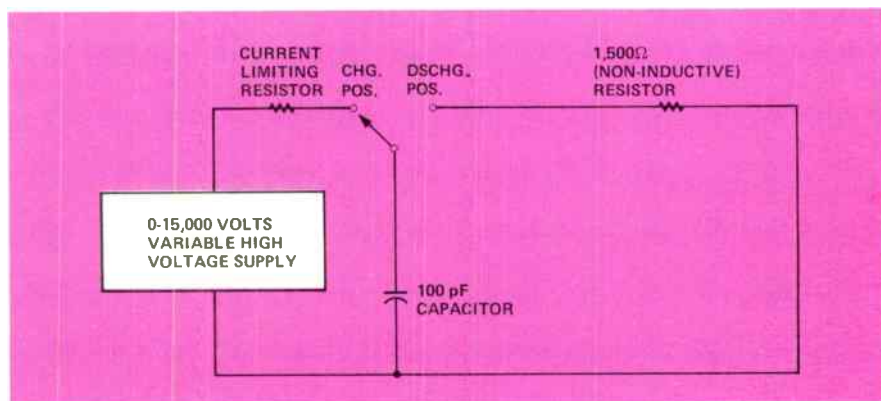 CURRENT
LIMITING
RESISTOR
CHG.
POS.
DSCHG.
POS.
1,500Ω
(NON-INDUCTIVE)
RESISTOR
0-15,000 VOLTS
VARIABLE HIGH
VOLTAGE SUPPLY
100 pF
CAPACITOR